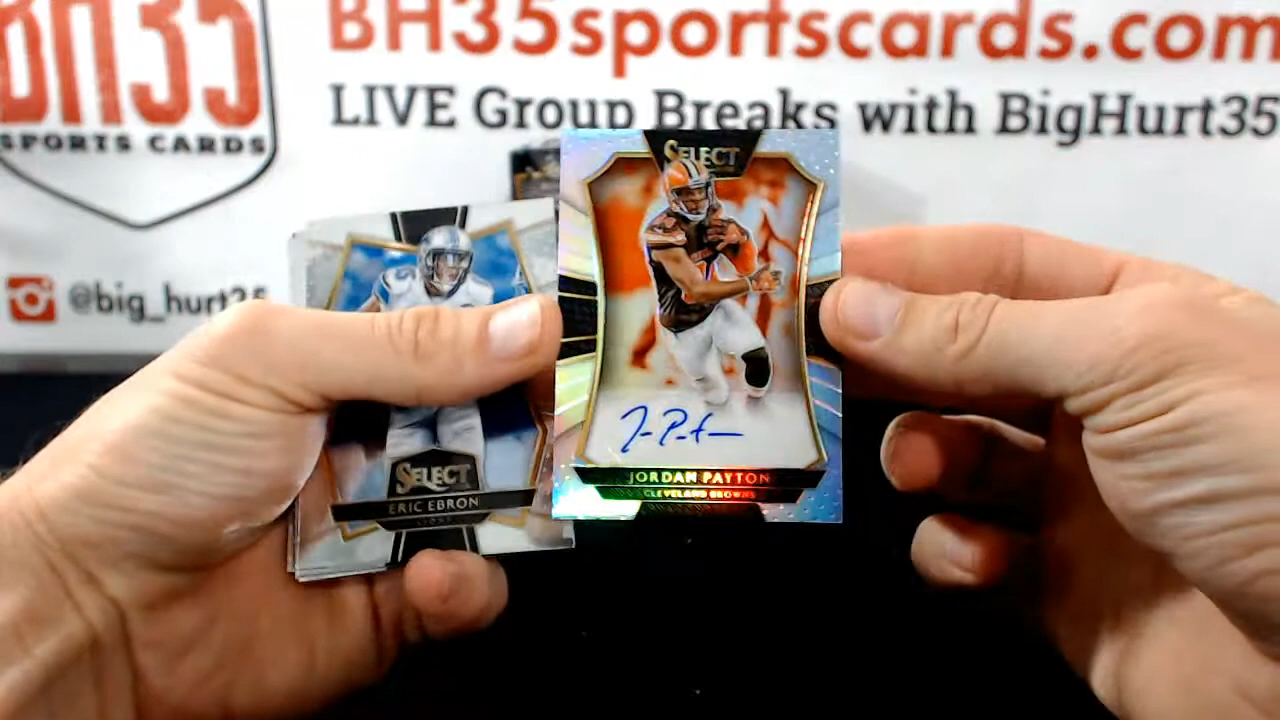 BH35
SPORTS CARDS
BH35sportscards.com
LIVE Group Breaks with BigHurt35
@big_hurt35
SELECT
JORDAN PAYTON
CLEVELAND BROWNS
SELECT
ERIC EBRON
LIONS